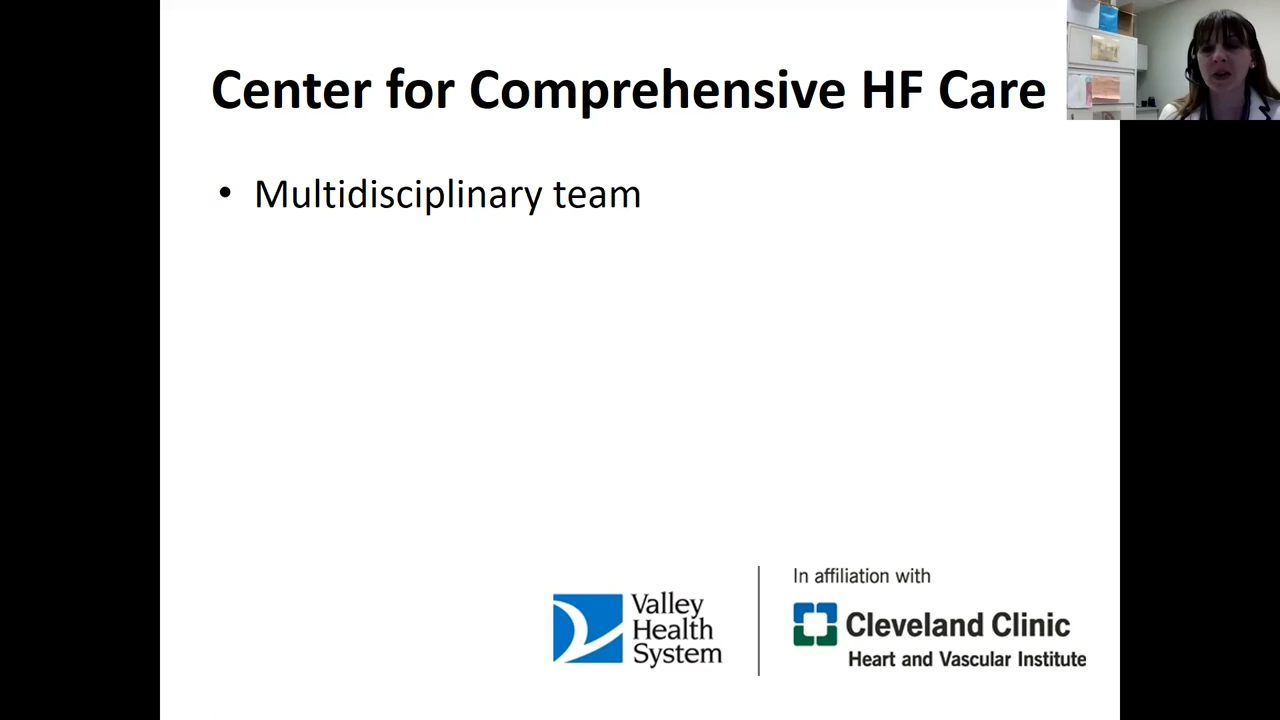 Center for Comprehensive HF Care
• Multidisciplinary team
Valley
Health
System
In affiliation with
Cleveland Clinic
Heart and Vascular Institute